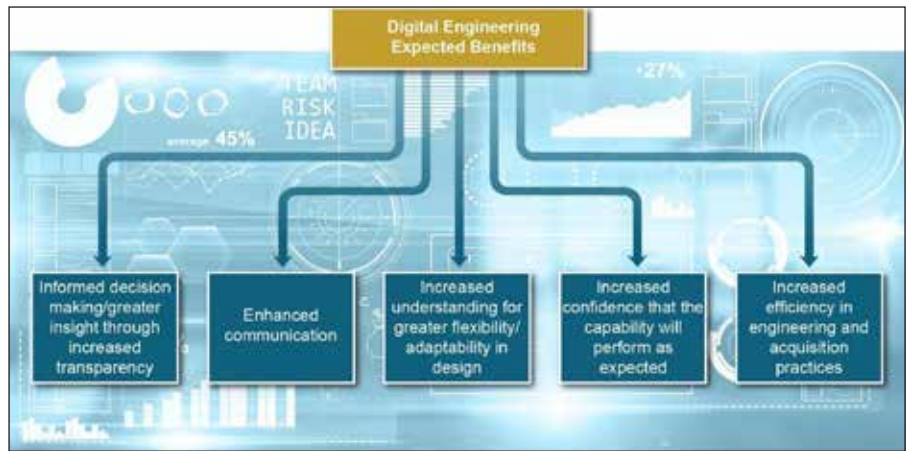 Digital Engineering
Expected Benefits
TEAM
RISK
IDEA
+27%
average 45%
Informed decision
making/greater
insight through
increased
transparency
Enhanced
communication
Increased
understanding for
greater flexibility/
adaptability in
design
Increased
confidence that the
capability will
perform as
expected
Increased
efficiency in
engineering and
acquisition
practices